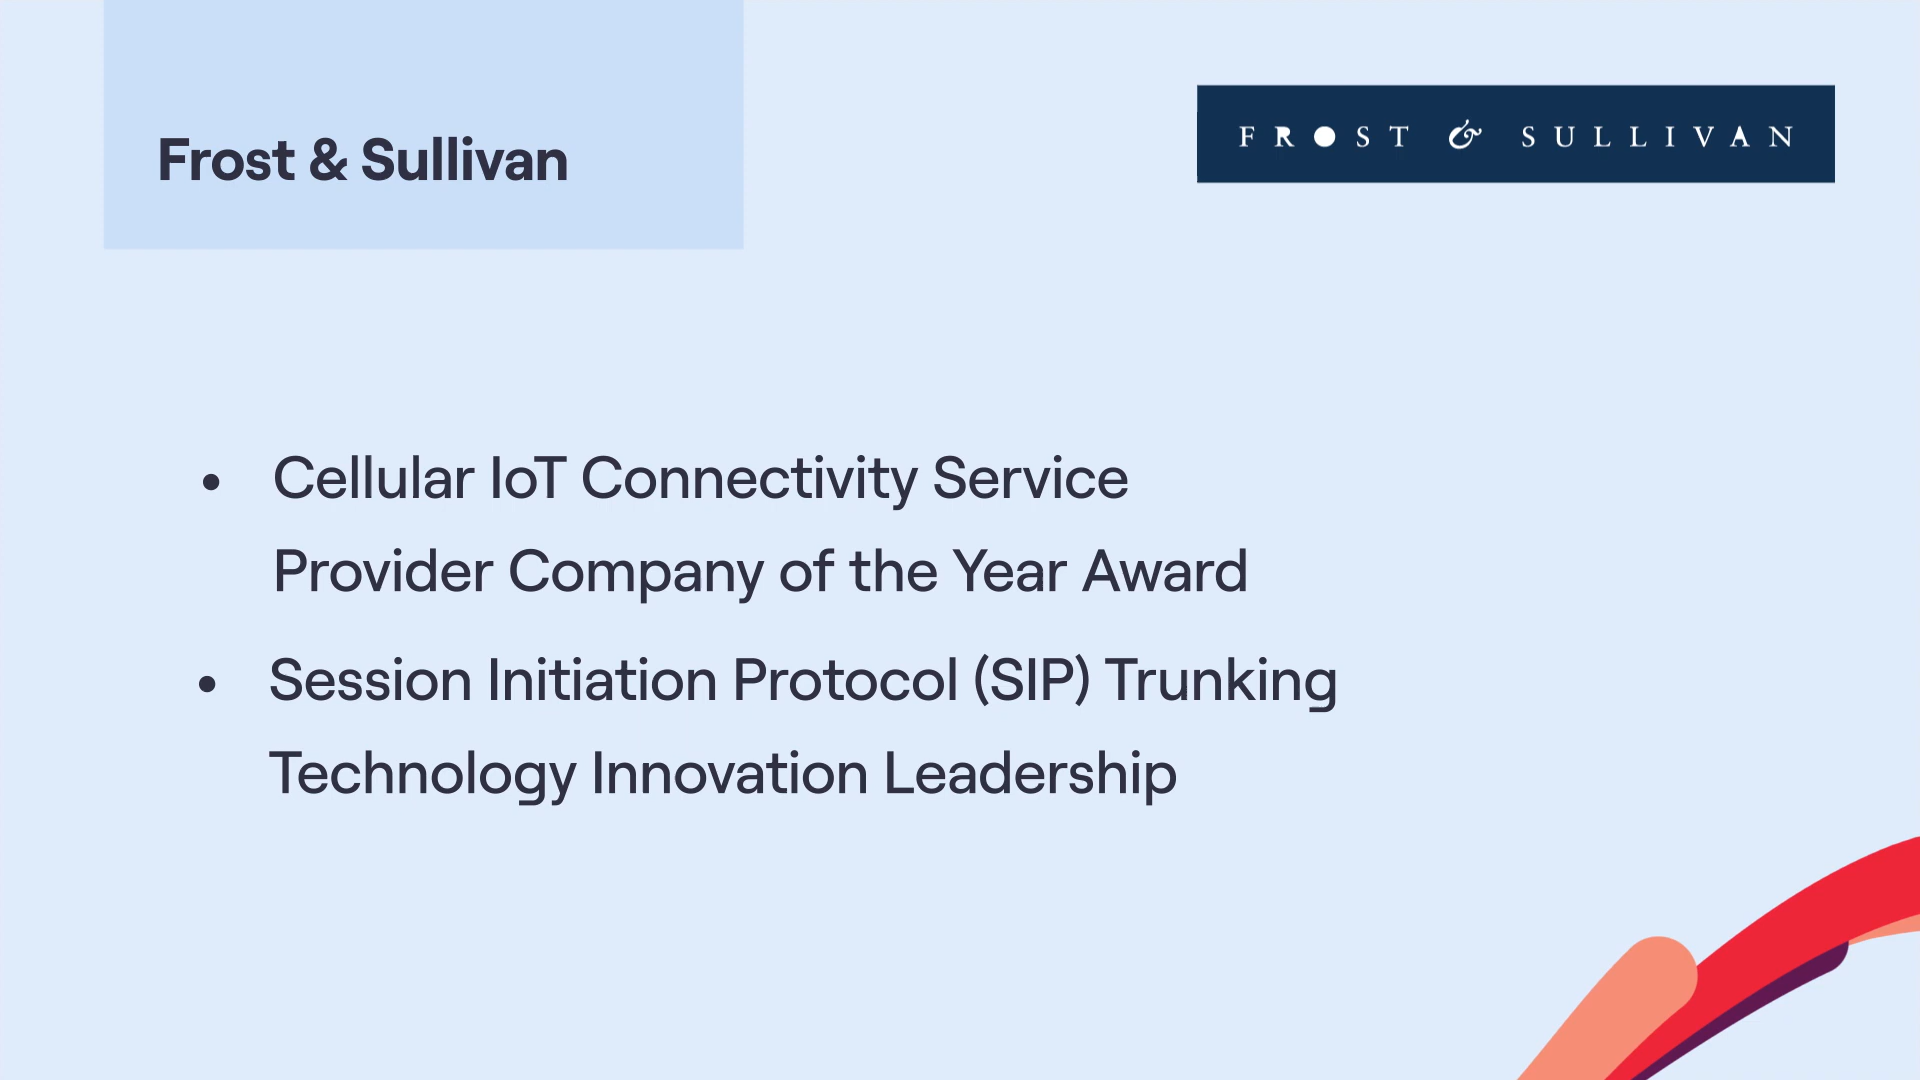 Frost & Sullivan
FROST & SULLIVAN
• Cellular IoT Connectivity Service
Provider Company of the Year Award
• Session Initiation Protocol (SIP) Trunking
Technology Innovation Leadership